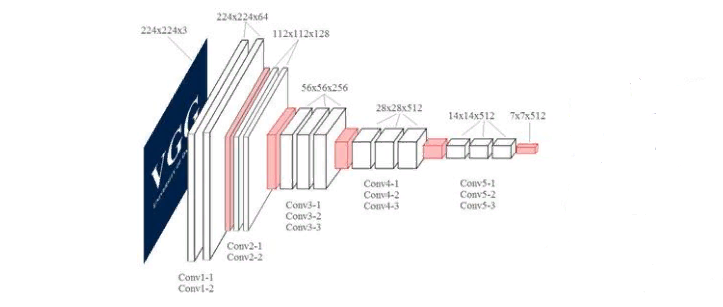 224x224x64
224x224x3
112x112x128
56x56x256
28x28x512
14x14x512
7x7x512
VGG
Conv1-1
Conv1-2
Conv2-1
Conv2-2
Conv3-1
Conv3-2
Conv3-3
Conv4-1
Conv4-2
Conv4-3
Conv5-1
Conv5-2
Conv5-3